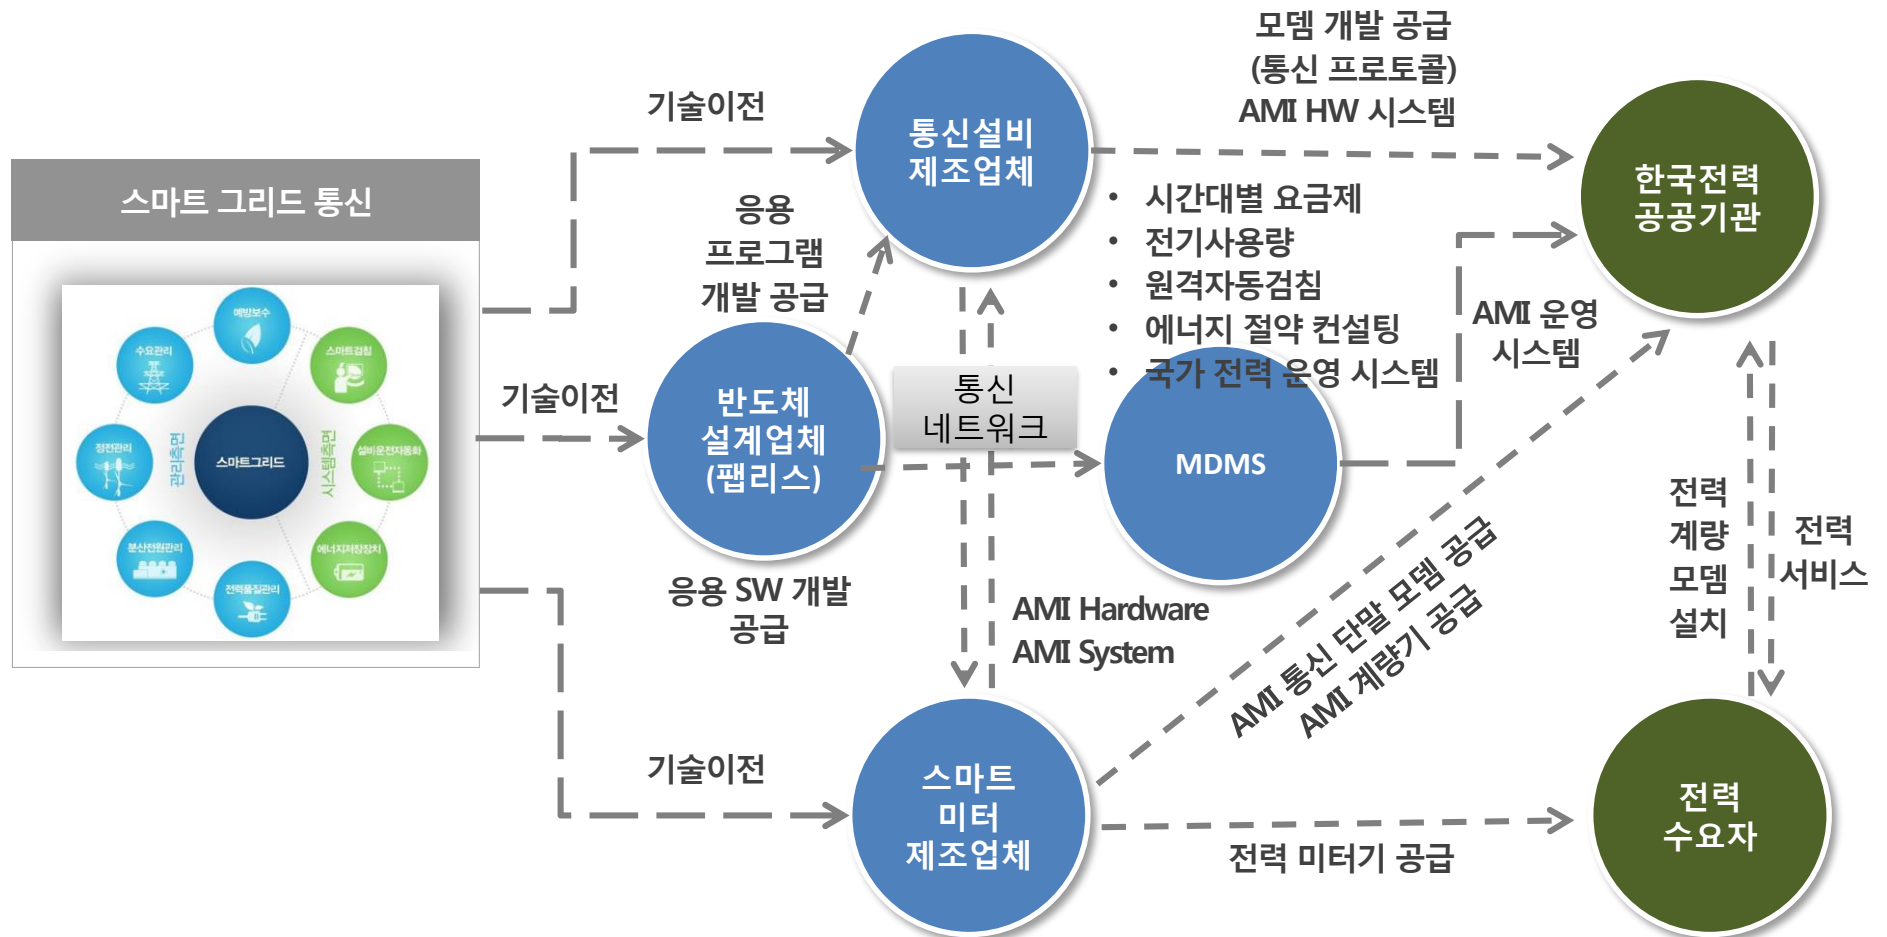 스마트 그리드 통신
예방보수
수요관리
스마트검침
정전관리
관리측면
스마트그리드
시스템측면
설비운전자동화
분산전원관리
에너지저장장치
전력품질관리
기술이전
기술이전
기술이전
통신설비
제조업체
응용
프로그램
개발 공급
반도체
설계업체
(팹리스)
응용 SW 개발
공급
통신
네트워크
모뎀 개발 공급
(통신 프로토콜)
AMI HW 시스템
• 시간대별 요금제
• 전기사용량
• 원격자동검침
• 에너지 절약 컨설팅
• 국가 전력 운영 시스템
MDMS
AMI 운영
시스템
한국전력
공공기관
AMI Hardware
AMI System
AMI 통신 단말 모뎀 공급
AMI 계량기 공급
전력
계량
모뎀
설치
전력
서비스
스마트
미터
제조업체
전력 미터기 공급
전력
수요자